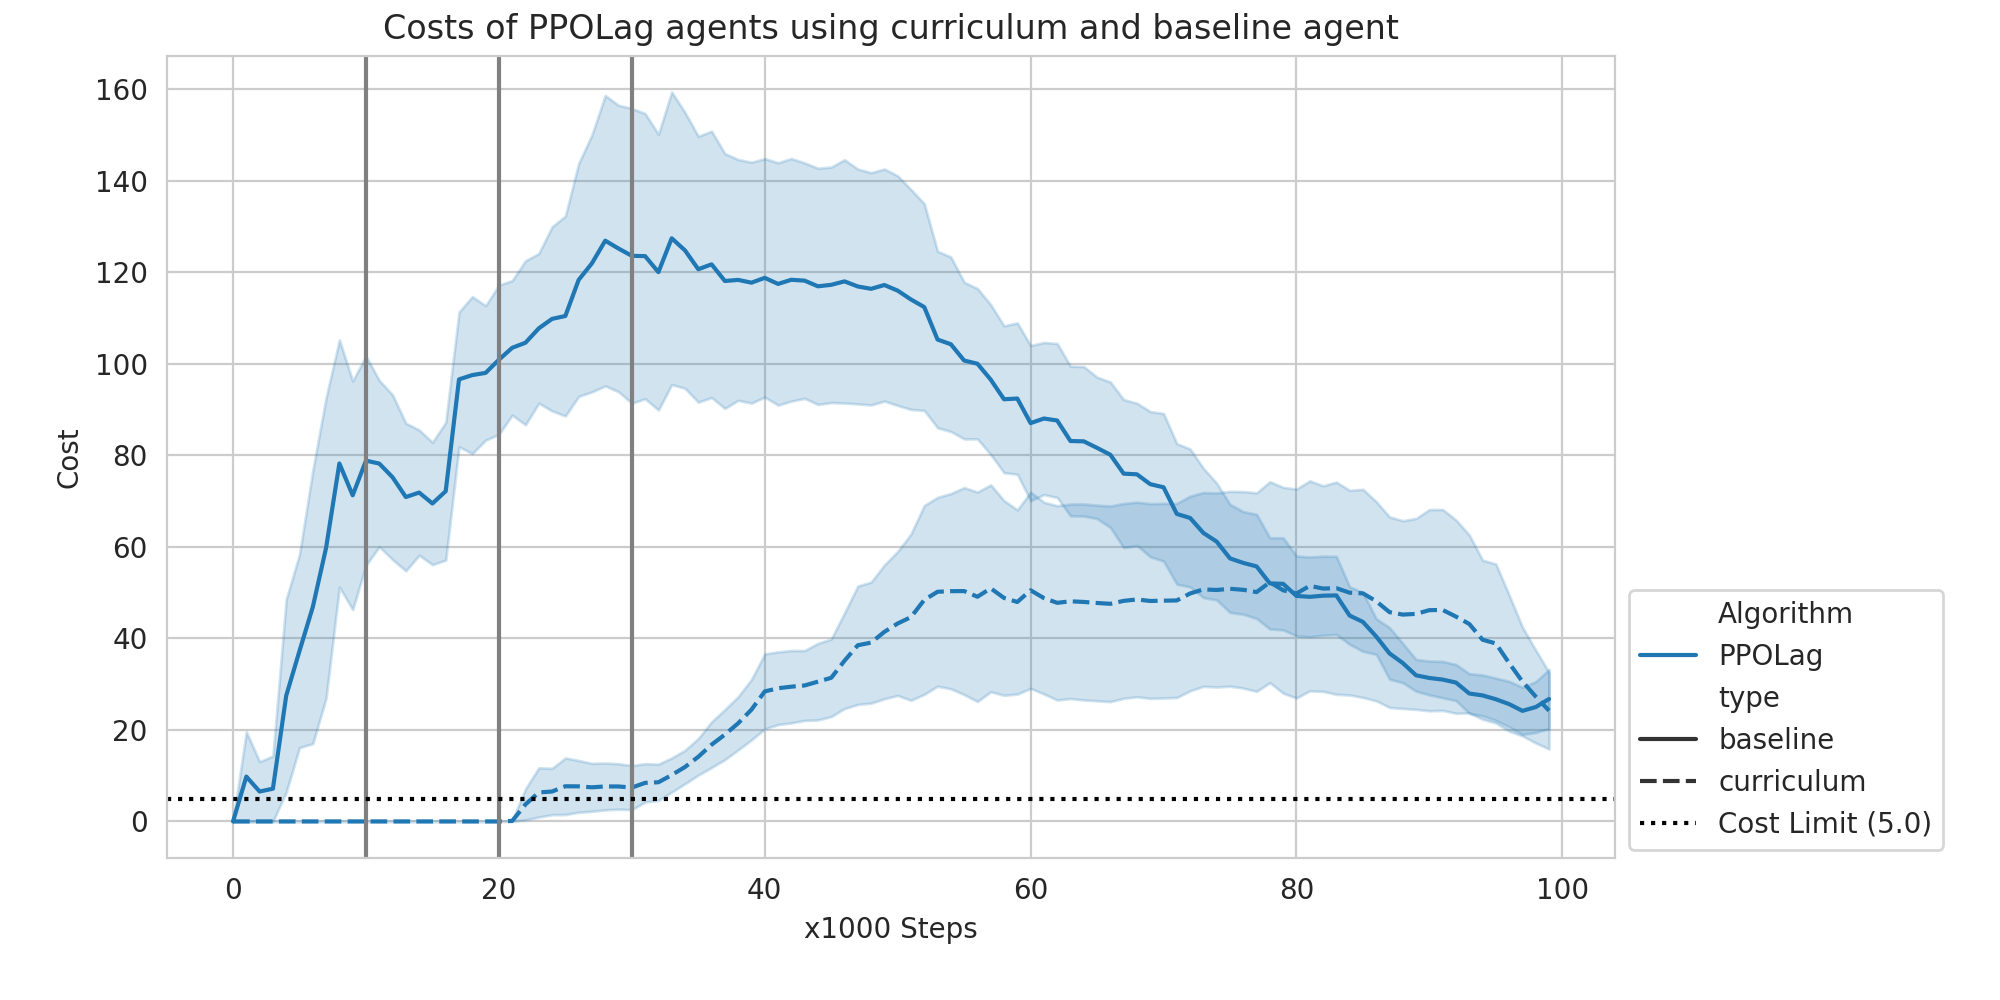 Costs of PPOLag agents using curriculum and baseline agent
160
140
120
100
80
60
40
20
0
Cost
0 20 40 60 80 100
x1000 Steps
Algorithm
PPOLag
type
baseline
curriculum
Cost Limit (5.0)